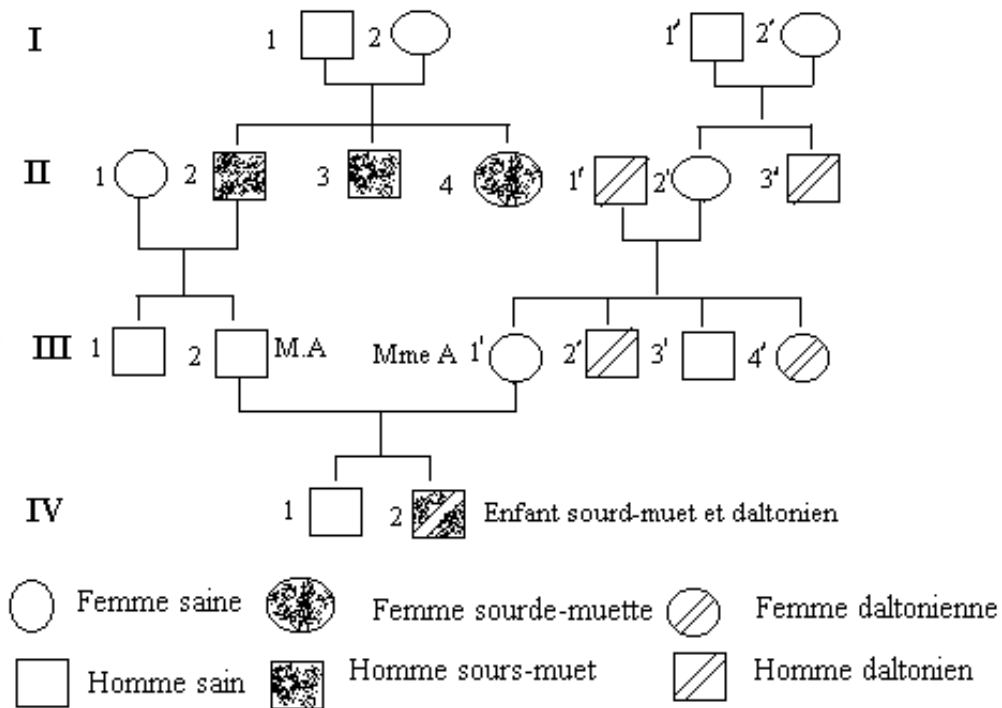 I 1 2 1' 2'
II 1 2 3 4 1' 2' 3'
III 1 2 M.A Mme A 1' 2' 3' 4'
IV 1 2 Enfant sourd-muet et daltonien
Femme saine Femme sourde-muette Femme daltonienne
Homme sain Homme sours-muet Homme daltonien